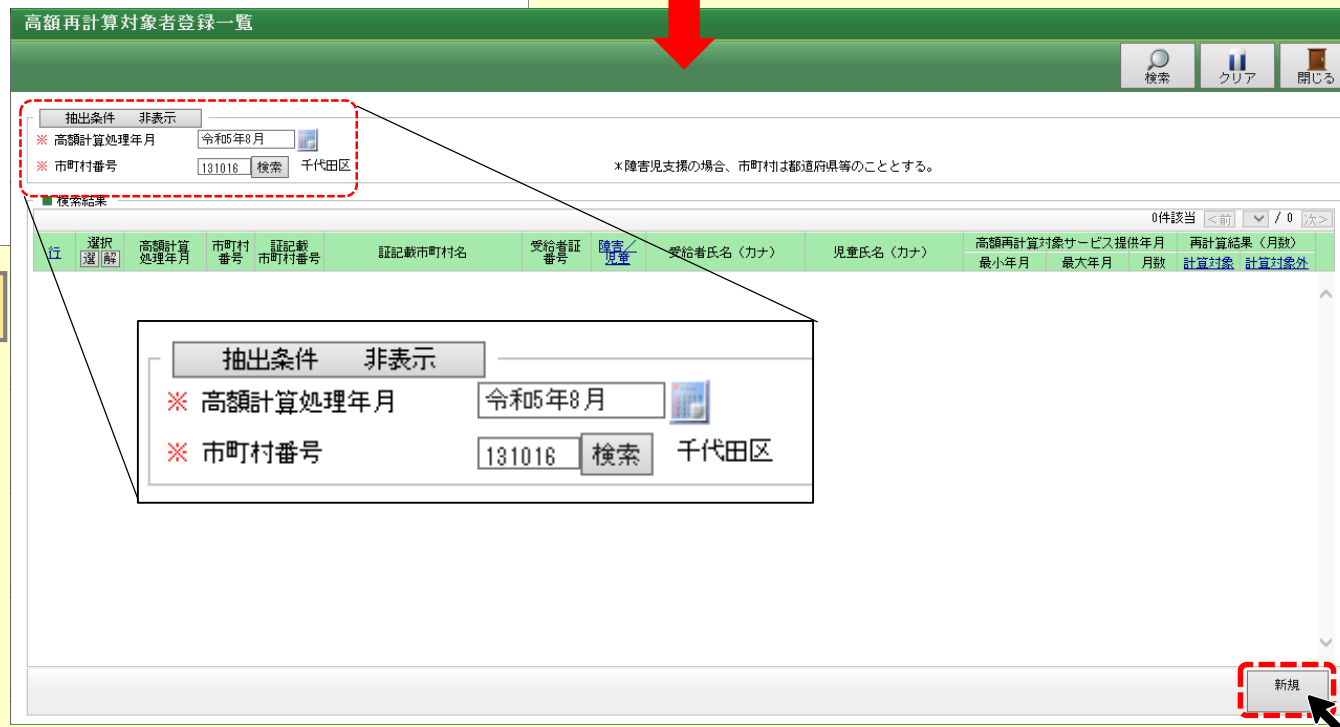 高額再計算対象者登録一覧
検索 クリア 閉じる
抽出条件 非表示
※ 高額計算処理年月 令和5年8月
※ 市町村番号 131016 検索 千代田区 ※障害児支援の場合、市町村は都道府県等のこととする。
■ 検索結果
0件該当 <前 / 0 次>
行 選択 選 解 高額計算処理年月 市町村番号 証記載市町村番号 証記載市町村名 受給者証番号 障害/児童 受給者氏名(カナ) 児童氏名(カナ) 高額再計算対象サービス提供年月 再計算結果(月数)
最小年月 最大年月 月数 計算対象 計算対象外
抽出条件 非表示
※ 高額計算処理年月 令和5年8月
※ 市町村番号 131016 検索 千代田区
新規